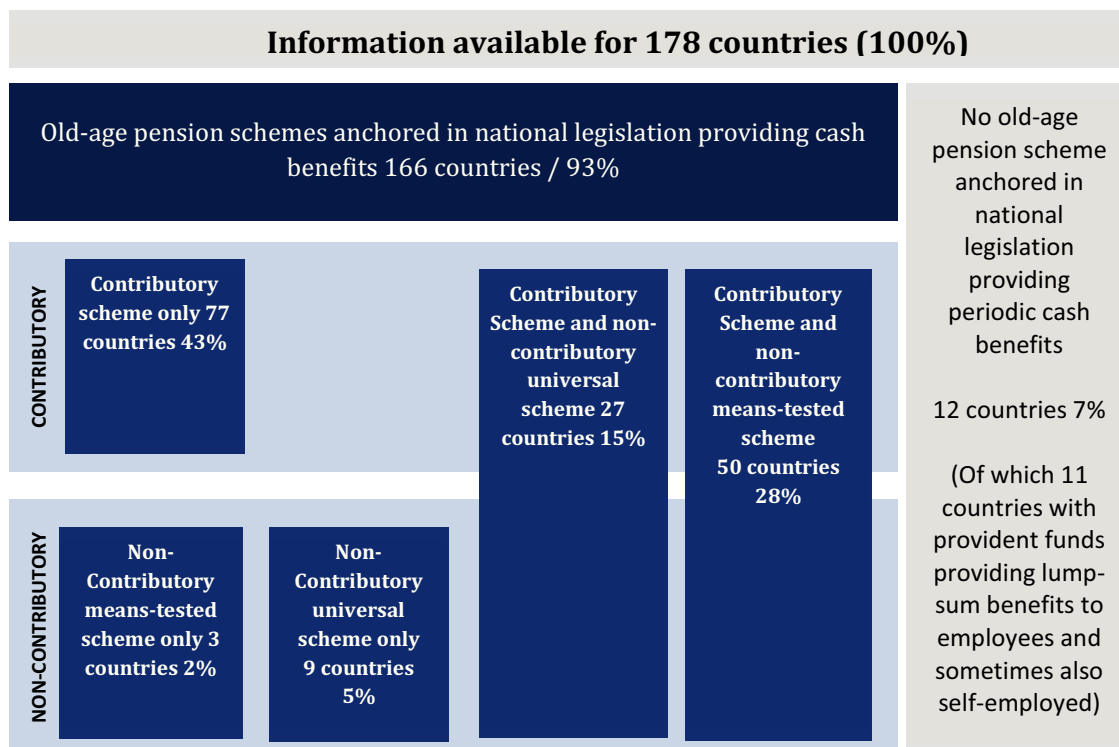 Information available for 178 countries (100%)
Old-age pension schemes anchored in national legislation providing cash
benefits 166 countries / 93%
No old-age
pension scheme
anchored in
national
legislation
providing
periodic cash
benefits
12 countries 7%
(Of which 11
countries with
provident funds
providing lump-
sum benefits to
employees and
sometimes also
self-employed)
CONTRIBUTORY
Contributory
scheme only 77
countries 43%
Contributory
Scheme and non-
contributory
universal
scheme 27
countries 15%
Contributory
Scheme and
non-
contributory
means-tested
scheme
50 countries
28%
NON-CONTRIBUTORY
Non-
Contributory
means-tested
scheme only 3
countries 2%
Non-
Contributory
universal
scheme only
9 countries
5%